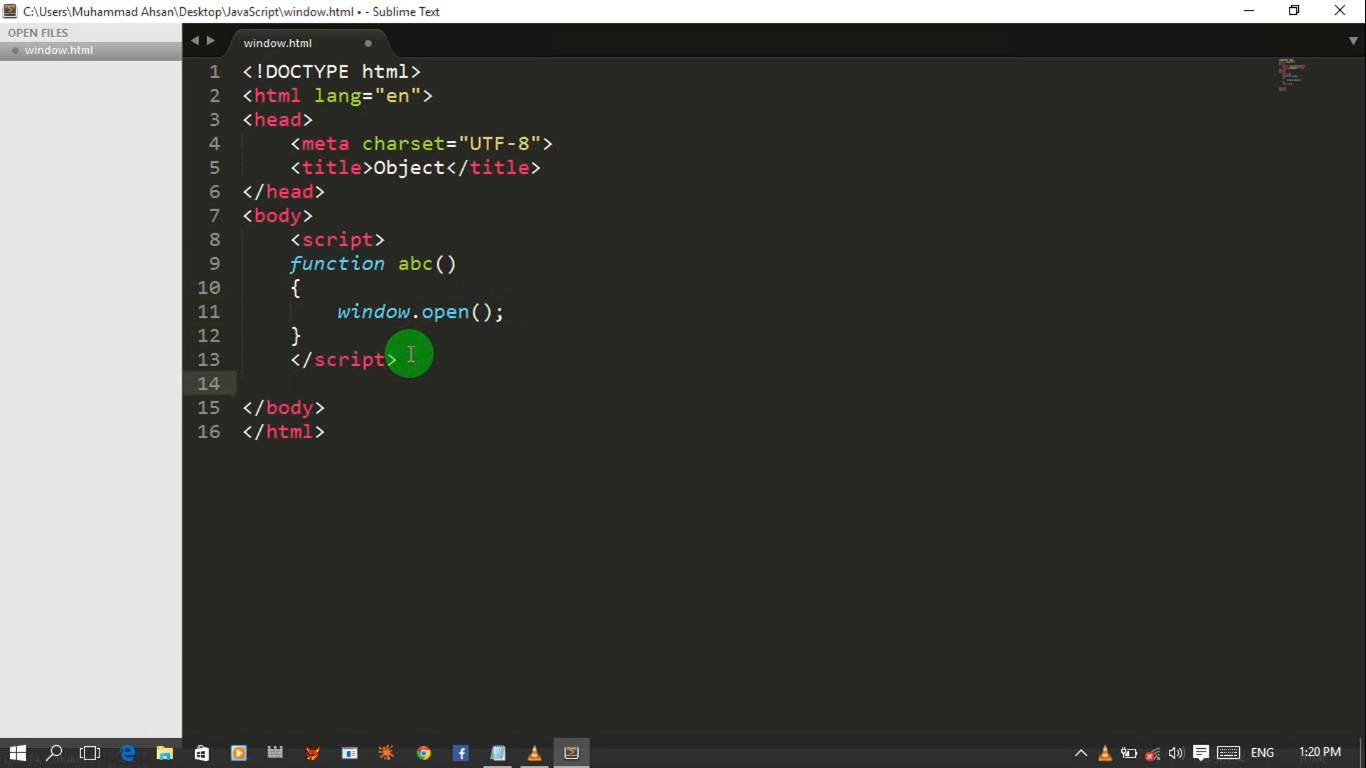 C:\Users\Muhammad Ahsan\Desktop\JavaScript\window.html • - Sublime Text
OPEN FILES
window.html
window.html
1 <!DOCTYPE html>
2 <html lang="en">
3 <head>
4 <meta charset="UTF-8">
5 <title>Object</title>
6 </head>
7 <body>
8 <script>
9 function abc()
10 {
11 window.open();
12 }
13 </script>
14
15 </body>
16 </html>
ENG
1:20 PM